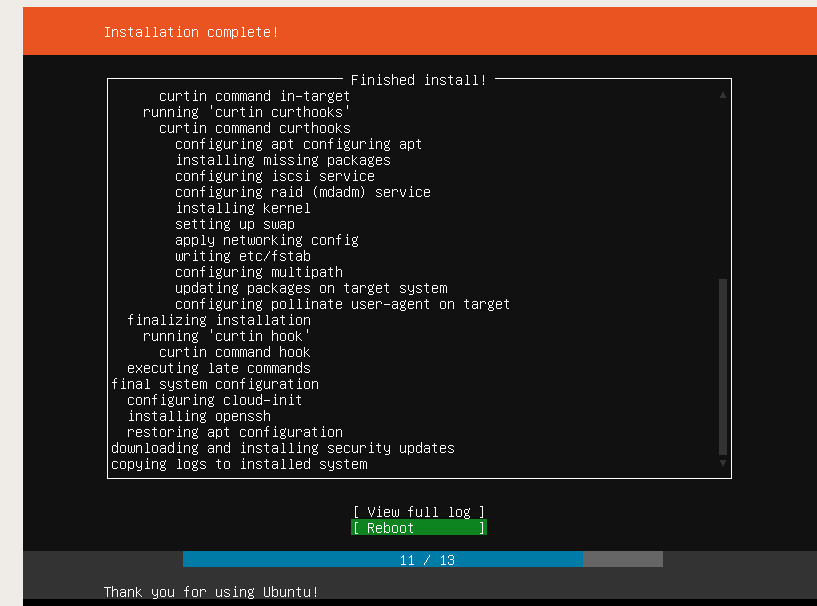 Installation complete!
Finished install!
curtin command in-target
running 'curtin curthooks'
curtin command curthooks
configuring apt configuring apt
installing missing packages
configuring iscsi service
configuring raid (mdadm) service
installing kernel
setting up swap
apply networking config
writing etc/fstab
configuring multipath
updating packages on target system
configuring pollinate user-agent on target
finalizing installation
running 'curtin hook'
curtin command hook
executing late commands
final system configuration
configuring cloud-init
installing openssh
restoring apt configuration
downloading and installing security updates
copying logs to installed system
[ View full log ]
[ Reboot ]
11 / 13
Thank you for using Ubuntu!